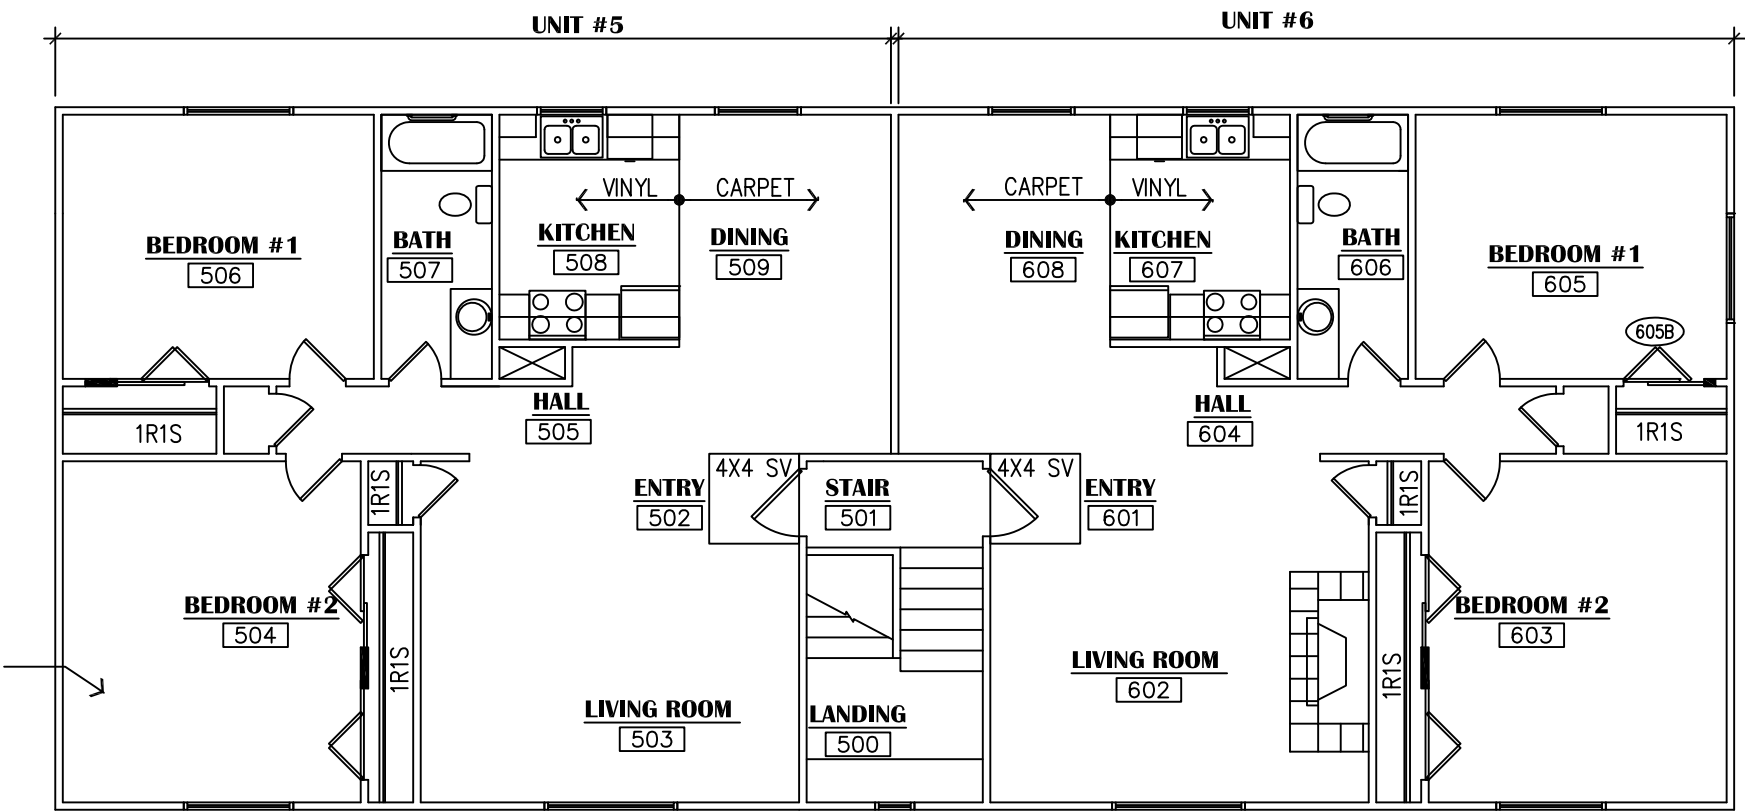 UNIT #5
UNIT #6
VINYL
CARPET
CARPET
VINYL
BEDROOM #1
506
BATH
507
KITCHEN
508
DINING
509
DINING
608
KITCHEN
607
BATH
606
BEDROOM #1
605
605B
1R1S
HALL
505
HALL
604
1R1S
1R1S
ENTRY
502
4X4 SV
STAIR
501
4X4 SV
ENTRY
601
1R1S
BEDROOM #2
504
1R1S
LIVING ROOM
503
LANDING
500
LIVING ROOM
602
1R1S
BEDROOM #2
603